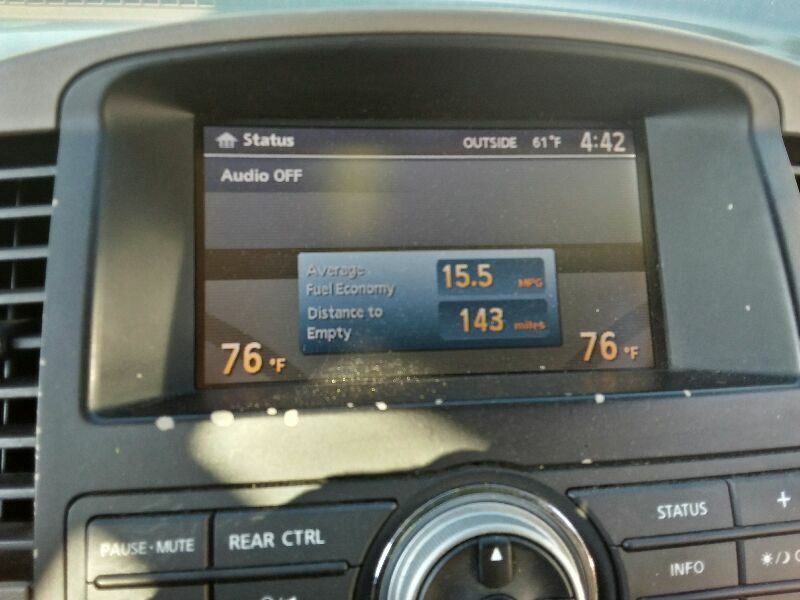 Status OUTSIDE 61°F 4:42
Audio OFF
Average
Fuel Economy 15.5 MPG
Distance to
Empty 143 miles
76 °F 76 °F
PAUSE·MUTE REAR CTRL STATUS +
INFO